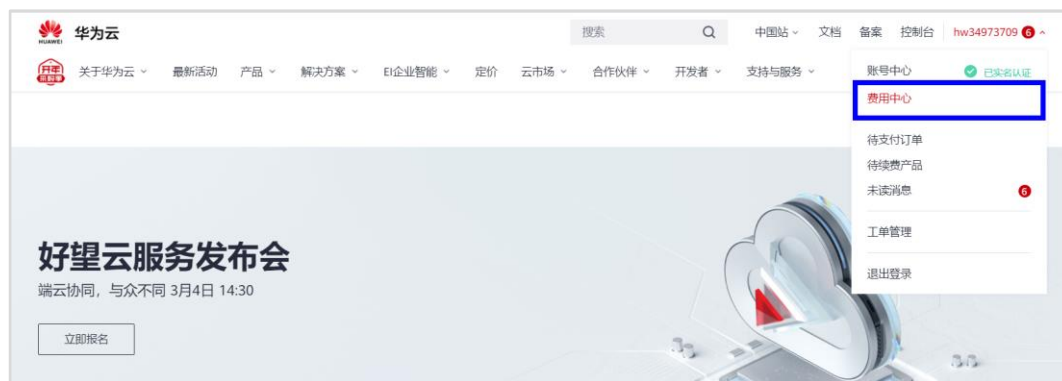 HUAWEI 华为云 搜索 中国站 文档 备案 控制台 hw34973709 6
开年采购季 关于华为云 最新活动 产品 解决方案 EI企业智能 定价 云市场 合作伙伴 开发者 支持与服务
账号中心 已实名认证
费用中心
待支付订单
待续费产品
未读消息 6
工单管理
退出登录
好望云服务发布会
端云协同，与众不同 3月4日 14:30
立即报名